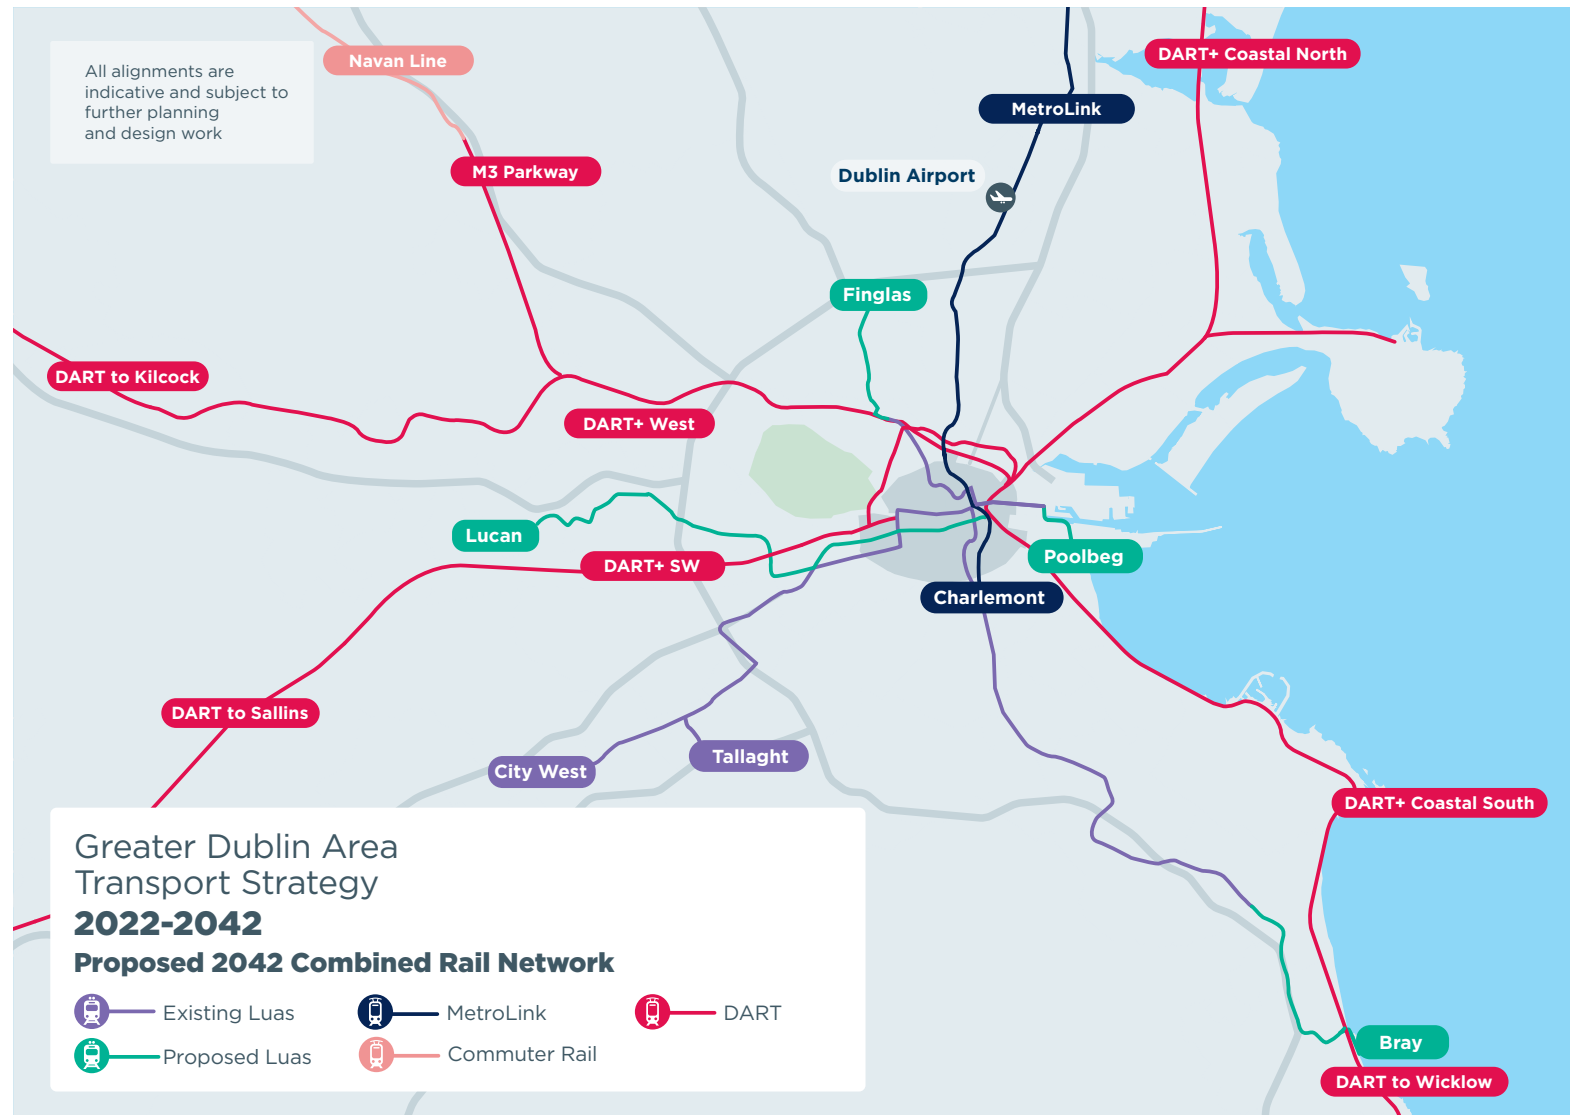 All alignments are
indicative and subject to
further planning
and design work
Navan Line
DART+ Coastal North
MetroLink
M3 Parkway
Dublin Airport
Finglas
DART to Kilcock
DART+ West
Lucan
DART+ SW
Poolbeg
Charlemont
DART to Sallins
City West
Tallaght
DART+ Coastal South
Greater Dublin Area
Transport Strategy
2022-2042
Proposed 2042 Combined Rail Network
Existing Luas
MetroLink
DART
Proposed Luas
Commuter Rail
Bray
DART to Wicklow